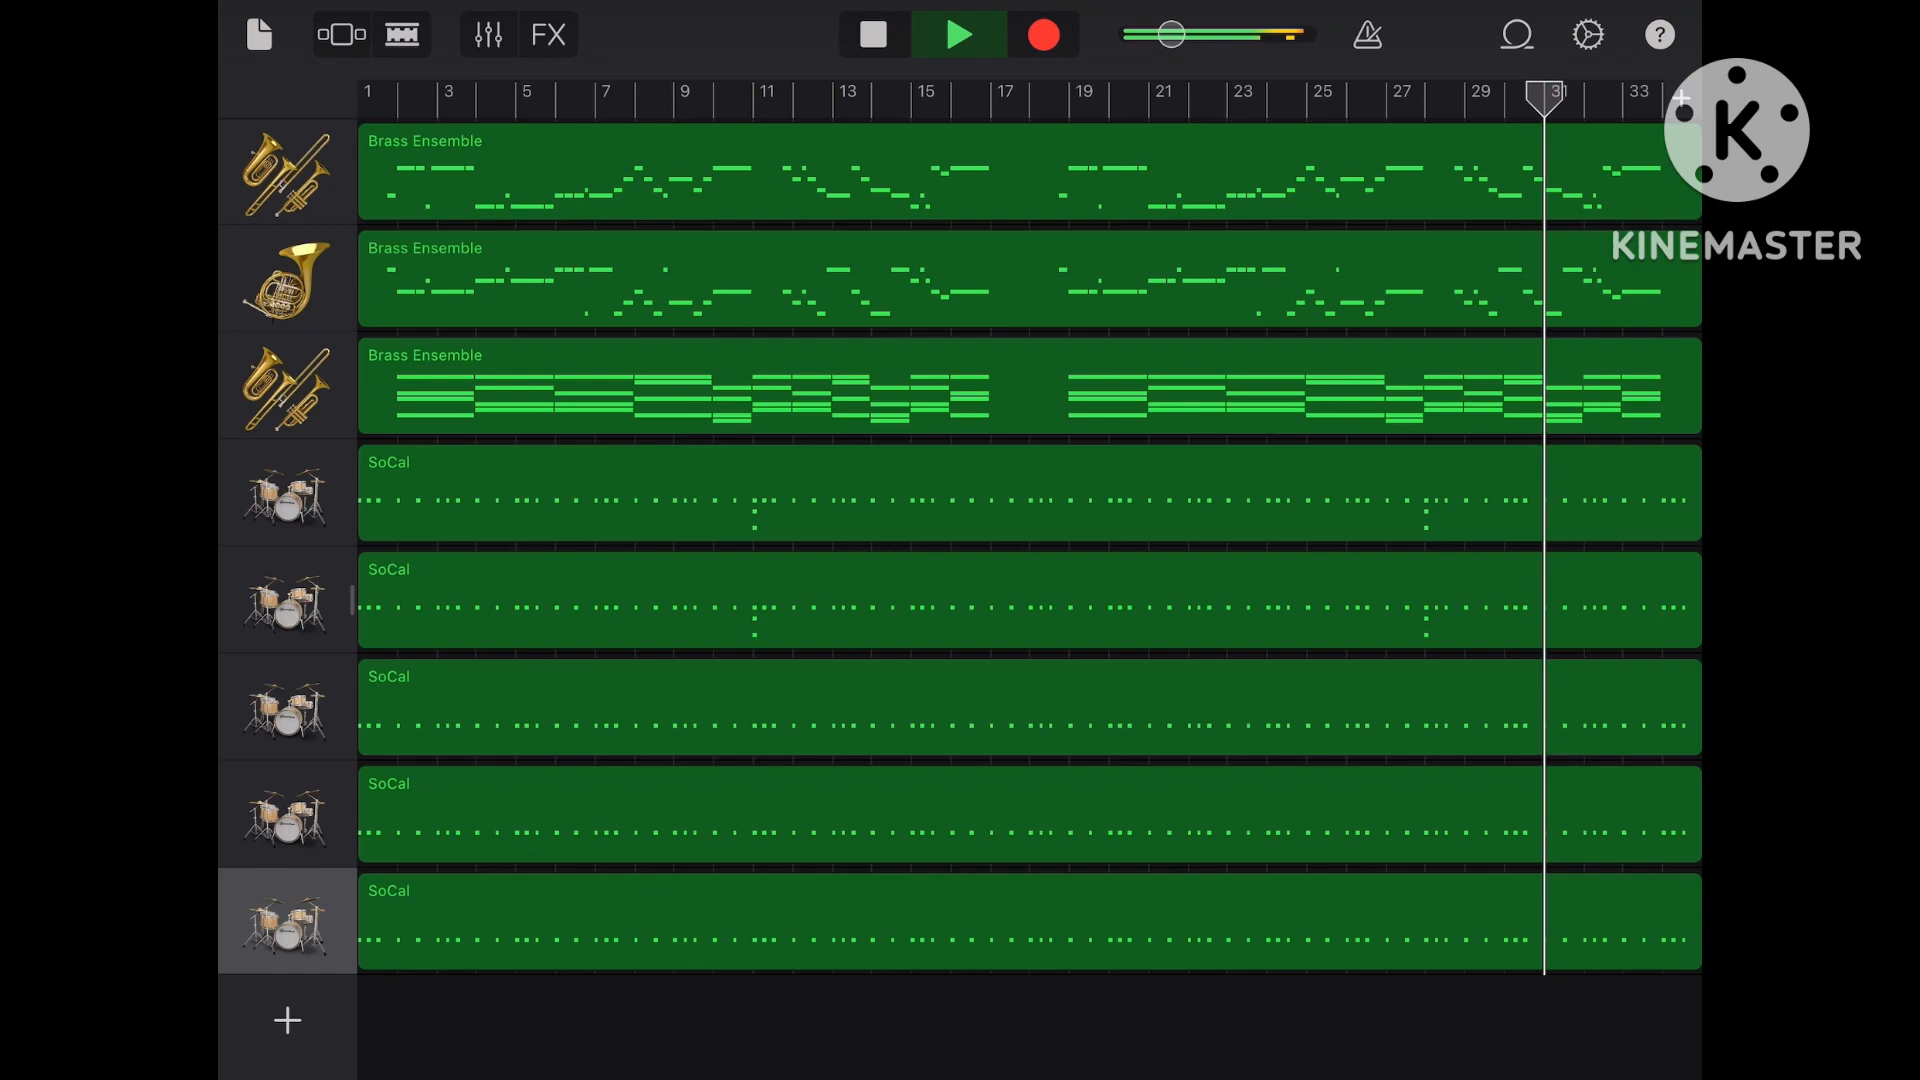 FX
?
1 3 5 7 9 11 13 15 17 19 21 23 25 27 29 31 33
K
KINEMASTER
Brass Ensemble
Brass Ensemble
Brass Ensemble
SoCal
SoCal
SoCal
SoCal
SoCal